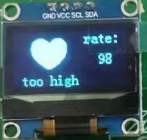 GND VCC SCL SDA
rate:
98
too high